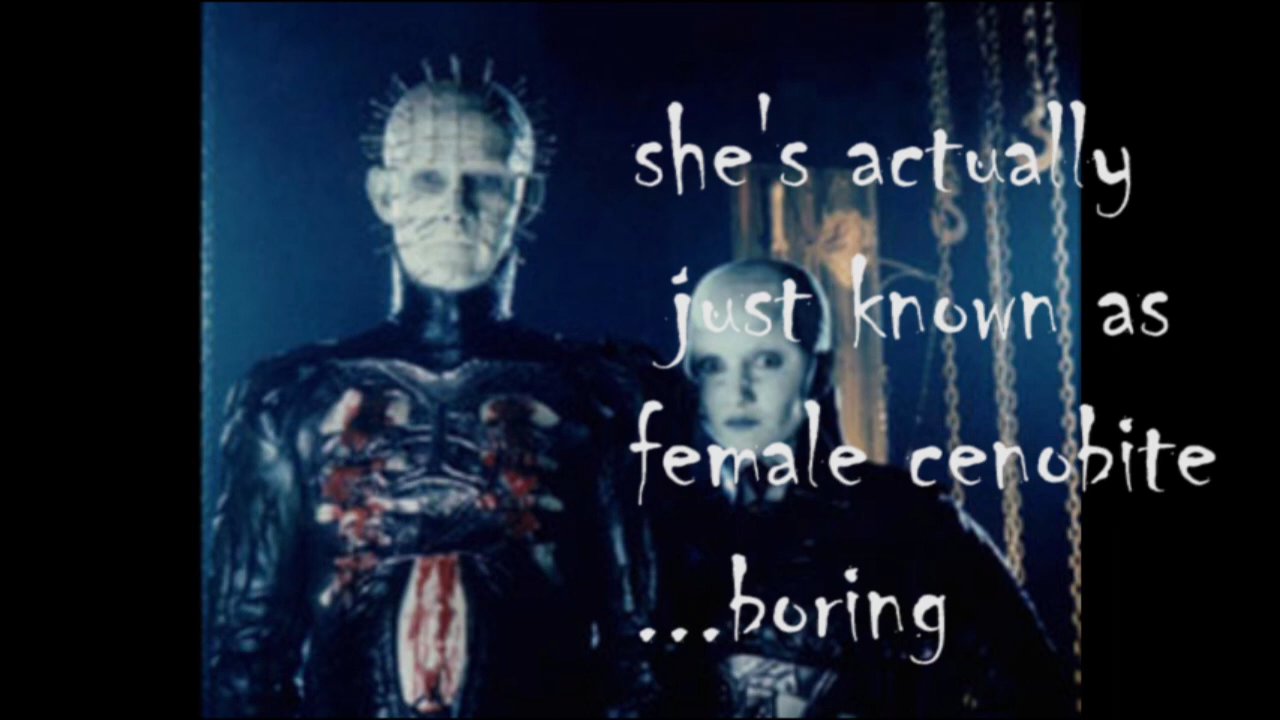 she's actually
just known as
female cenobite
...boring